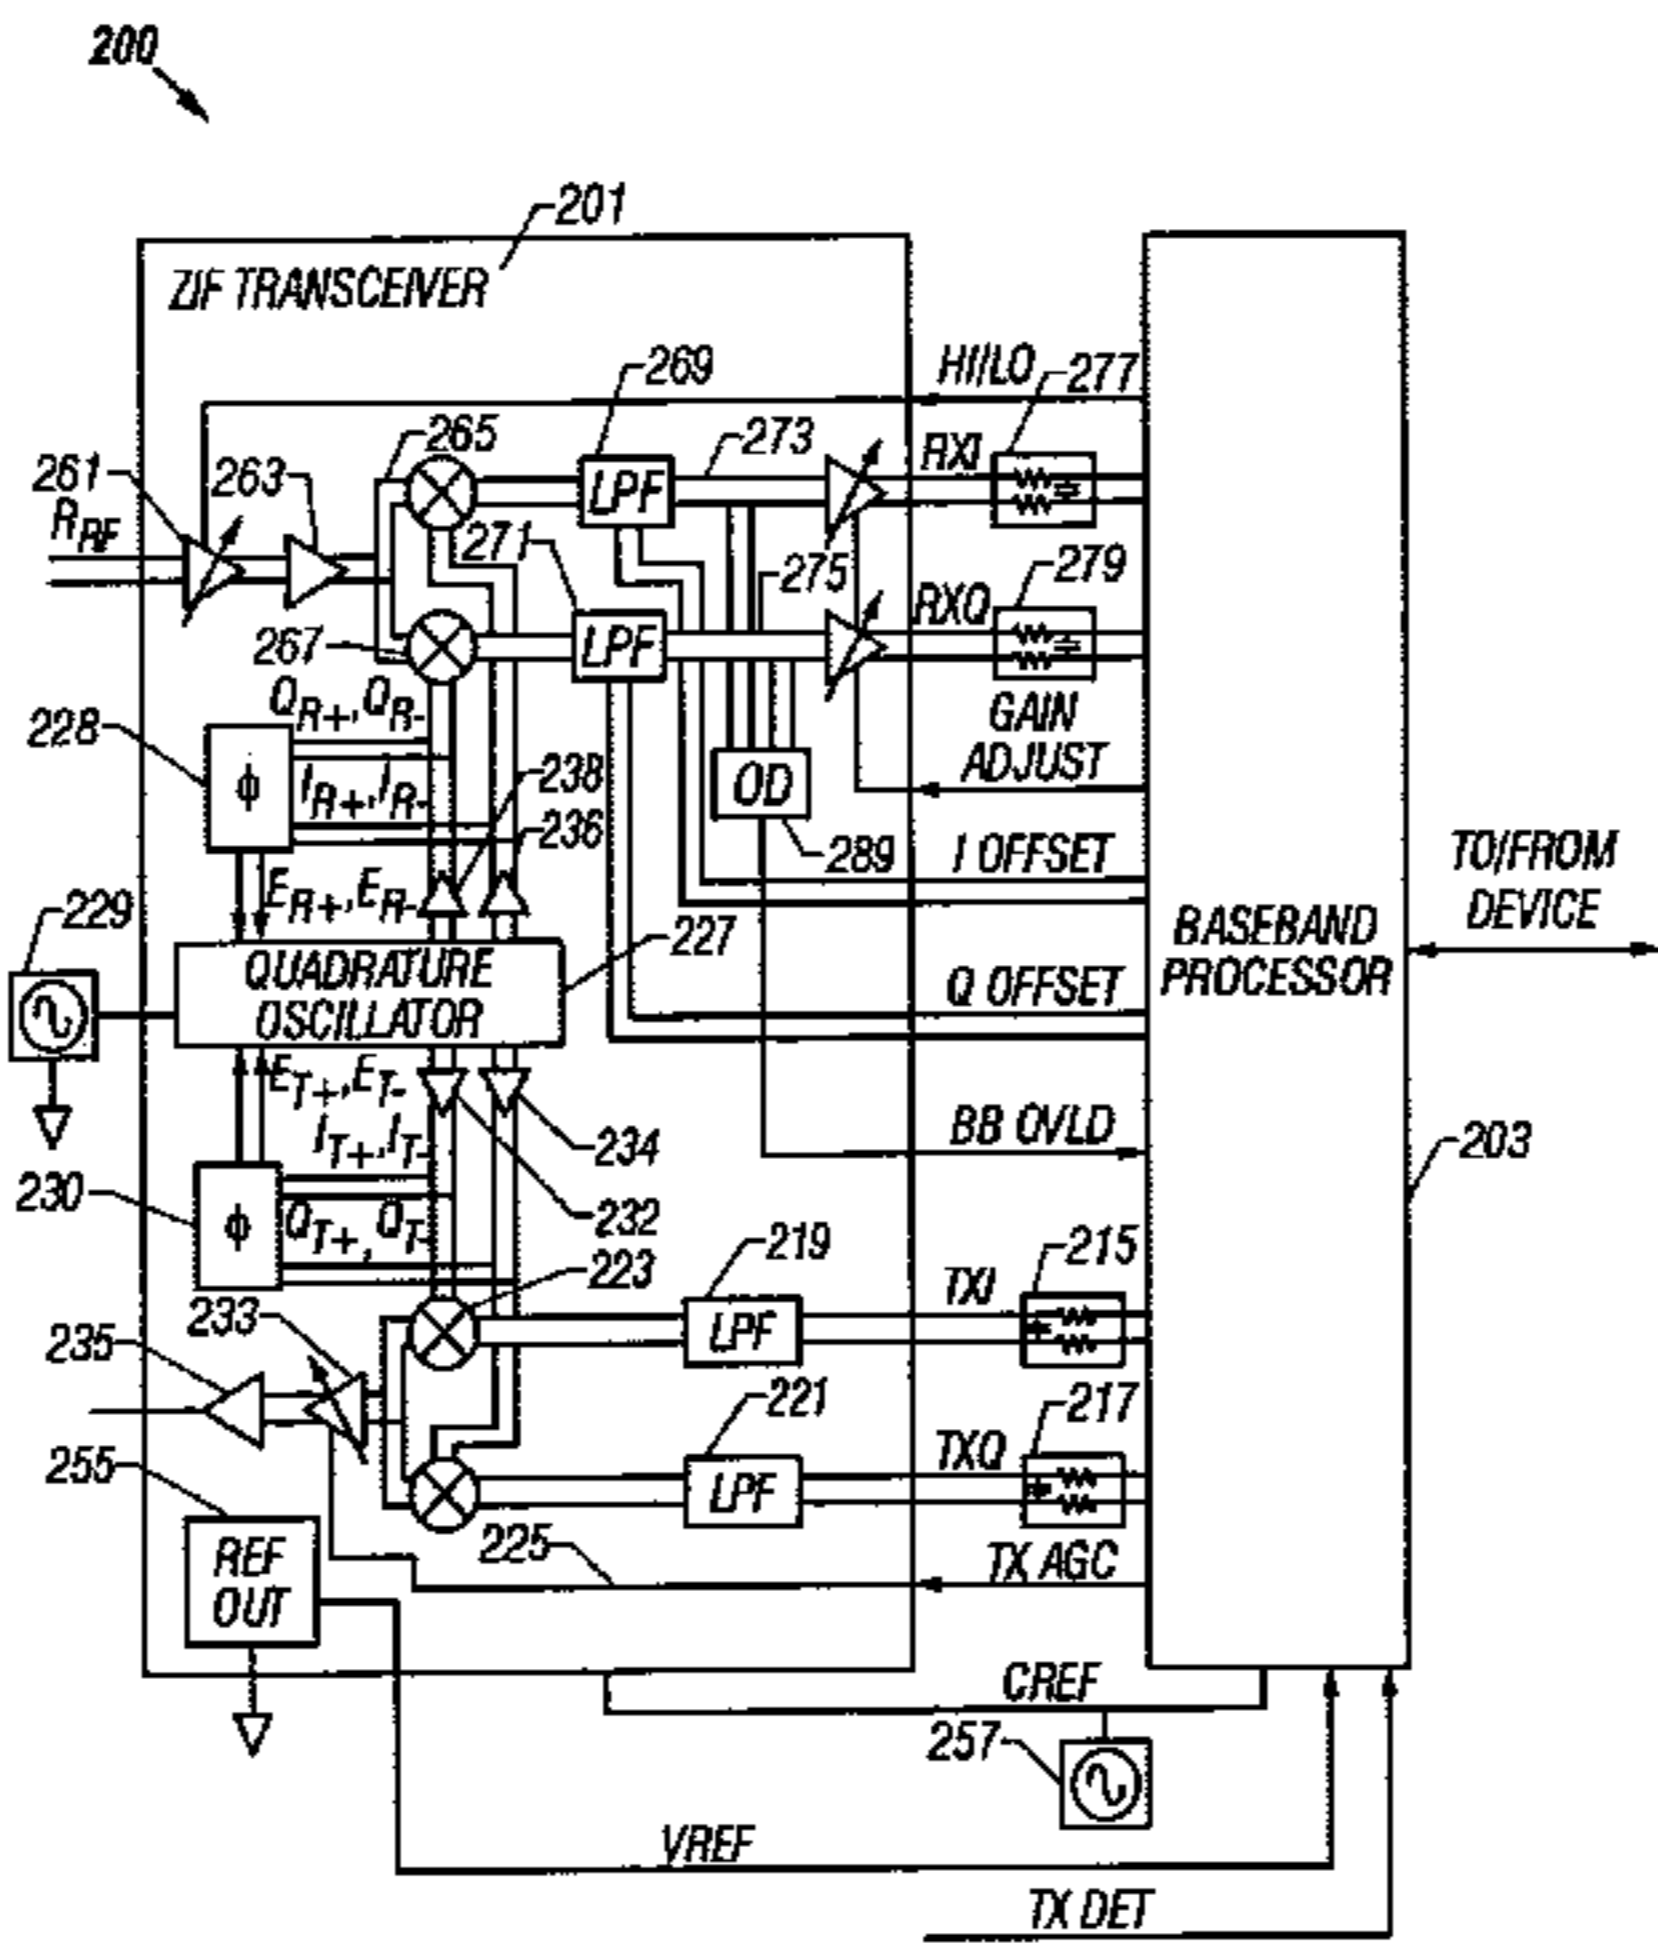 200
201
ZIF TRANSCEIVER
269
HI/LO
277
265
273
RXI
261
263
LPF
R_RF
271
275
279
RXQ
267
LPF
Q_R+, Q_R-
GAIN
ADJUST
228
ϕ
I_R+, I_R-
238
OD
236
289
I OFFSET
TO/FROM
DEVICE
E_R+, E_R-
229
227
BASEBAND
PROCESSOR
QUADRATURE
OSCILLATOR
Q OFFSET
E_T+, E_T-
I_T+, I_T-
BB OVLD
203
234
230
ϕ
Q_T+, Q_T-
232
219
215
223
TXI
233
LPF
235
221
217
TXQ
255
LPF
225
TX AGC
REF
OUT
CREF
257
VREF
TX DET